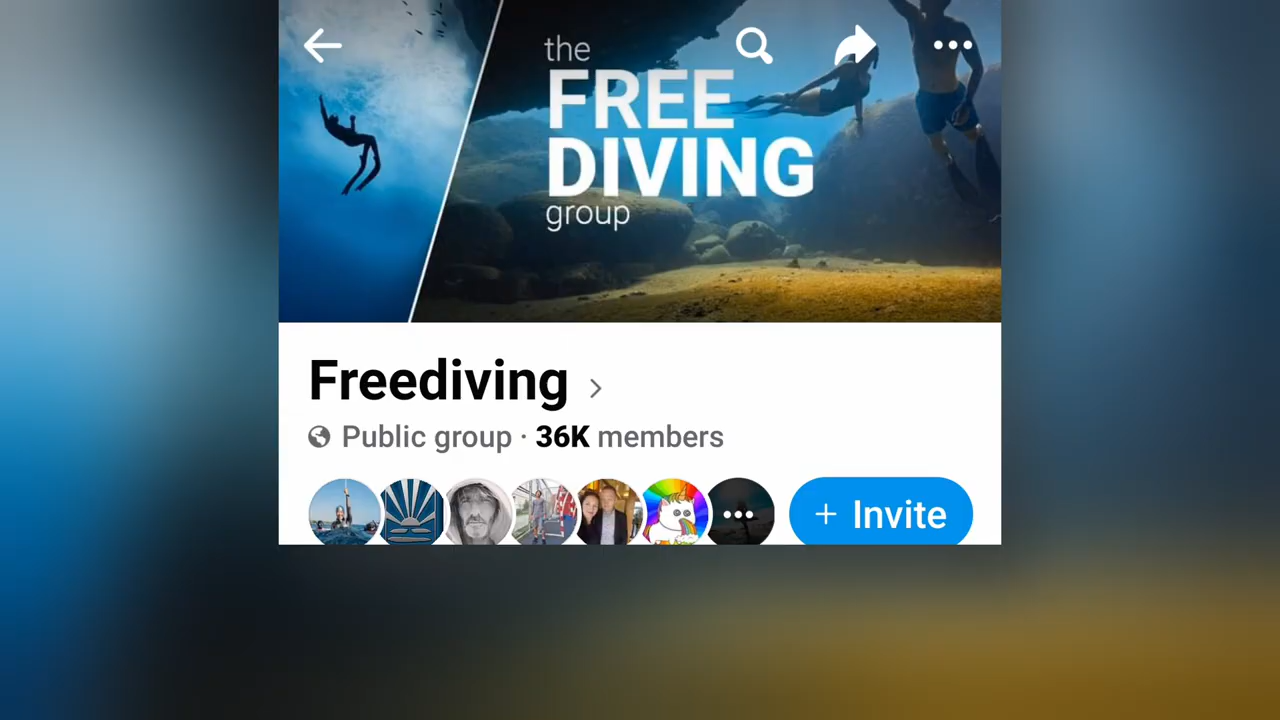 the
FREE
DIVING
group
Freediving
Public group · 36K members
+ Invite